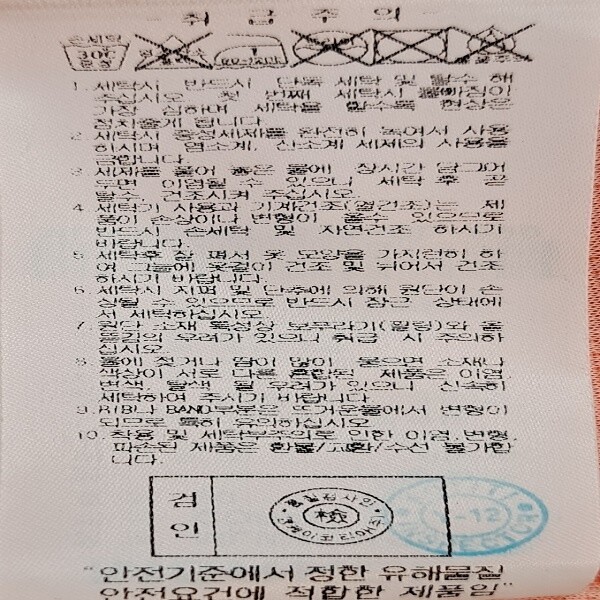 취 급 주 의
손세탁
30℃
중성
1. 세탁시 반드시 단독 세탁 및 탈수 해
주십시오. 첫 번째 세탁시 물빠짐이
가장 심하며 세탁을 할수록 현상은
점차줄게 됩니다.
2. 세탁시 중성세제를 완전히 녹여서 사용
하시며 염소계, 산소계 세제의 사용을
금합니다.
3. 세제를 풀어 놓은 물에 장시간 담그어
두면 이염될수 있으니 세탁 후 곧
탈수 건조시켜 주십시오
4. 세탁기 사용과 기계건조(열건조)는 제
품이 손상이나 변형이 올수 있으므로
반드시 손세탁 및 자연건조 하시기
바랍니다.
5. 세탁후 잘 펴서 옷 모양을 가지런히 하
여 그늘에 옷걸이 건조 및 뉘어서 건조
하시기 바랍니다.
6. 세탁시 지퍼 및 단추에 의해 원단이 손
상될 수 있으므로 반드시 잠근 상태에
서 세탁하십시오.
7. 원단 소재 특성상 보푸라기(필링)와 올
뜯김의 우려가 있으니 취급 시 주의하
십시오
8. 물에 젖거나 땀이 많이 묻으면 소재나
색상이 서로 다를 혼합된 제품은 이염
변색, 탈색 될 우려가 있으니 신속히
세탁하여 주시기 바랍니다.
9. RIB나 BAND부분은 뜨거운물에서 변형이
되므로 특히 유의하십시오
10. 착용 및 세탁부주의로 인한 이염.변형.
파손된 제품은 환불/교환/수선 불가합
니다.
검
인
품질검사인
檢
-12
"안전기준에서 정한 유해물질
안전요건에 적합한 제품임"